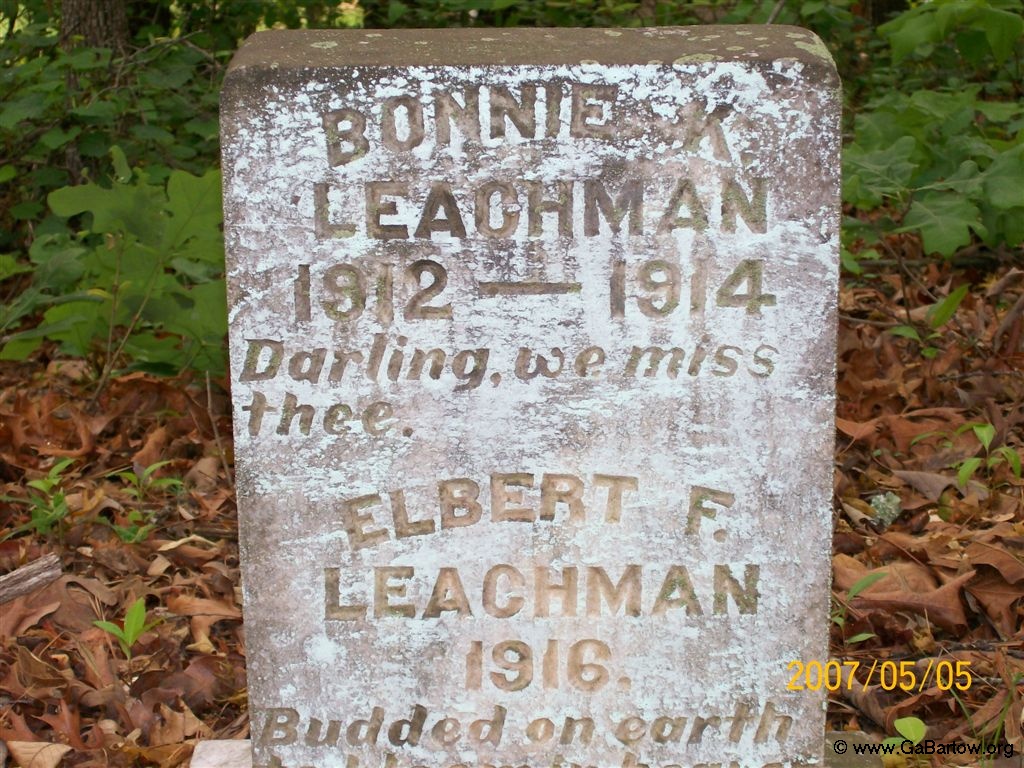 BONNIE K.
LEACHMAN
1912 — 1914
Darling, we miss
thee.
ELBERT F.
LEACHMAN
1916.
Budded on earth
2007/05/05
© www.GaBartow.org